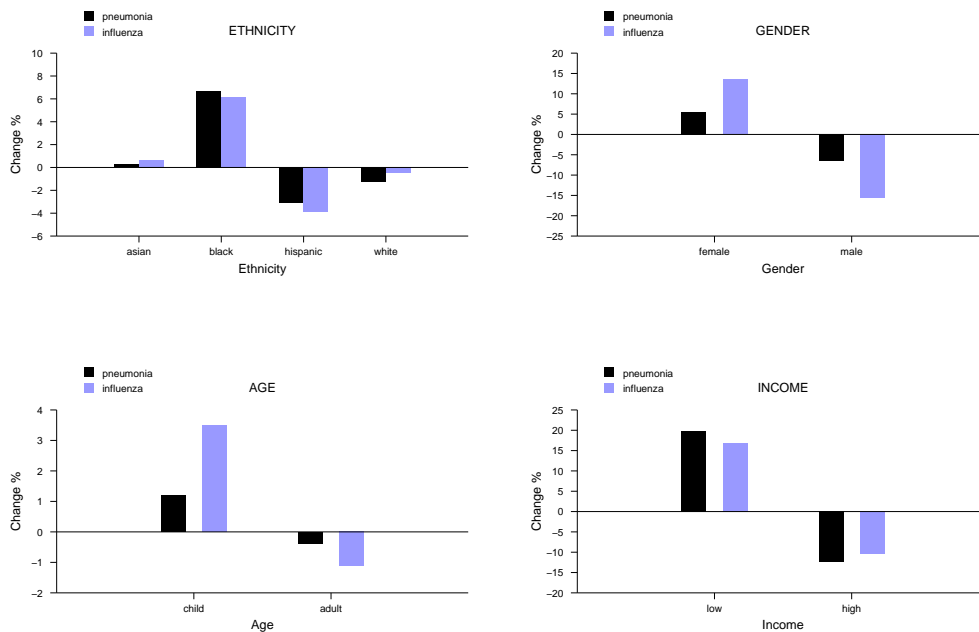 pneumonia
influenza
ETHNICITY
10
8
6
4
2
0
–2
–4
–6
Change %
asian black hispanic white
Ethnicity
pneumonia
influenza
GENDER
20
15
10
5
0
–5
–10
–15
–20
–25
Change %
female male
Gender
pneumonia
influenza
AGE
4
3
2
1
0
–1
–2
Change %
child adult
Age
pneumonia
influenza
INCOME
25
20
15
10
5
0
–5
–10
–15
–20
Change %
low high
Income